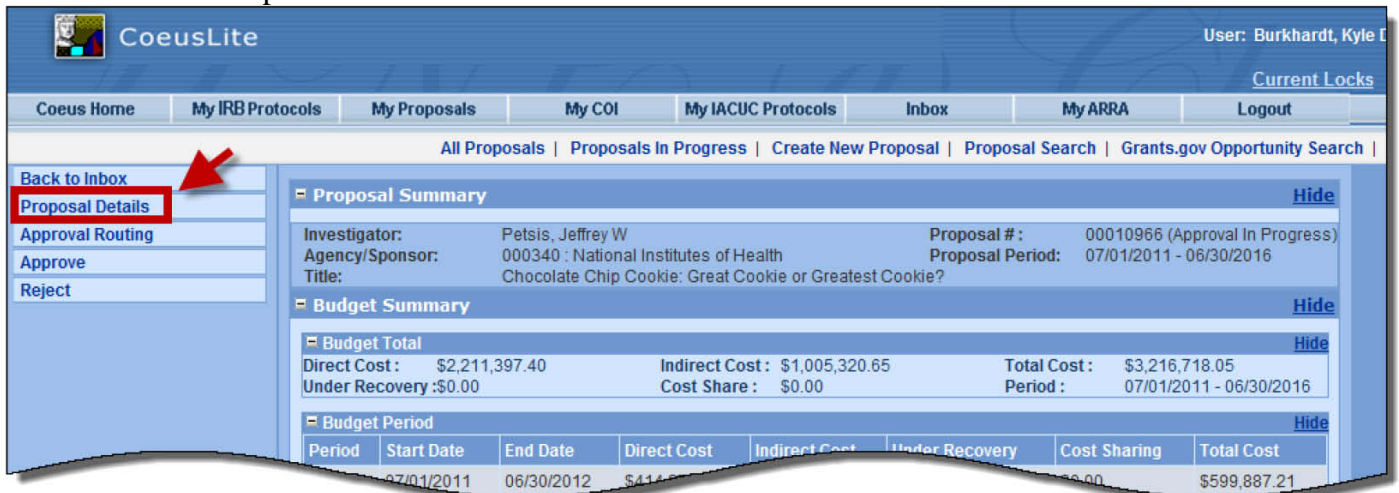 CoeusLite
User: Burkhardt, Kyle
Current Locks
Coeus Home My IRB Protocols My Proposals My COI My IACUC Protocols Inbox My ARRA Logout
All Proposals | Proposals In Progress | Create New Proposal | Proposal Search | Grants.gov Opportunity Search |
Back to Inbox
Proposal Details
Approval Routing
Approve
Reject
Proposal Summary Hide
Investigator: Petsis, Jeffrey W Proposal #: 00010966 (Approval In Progress)
Agency/Sponsor: 000340 : National Institutes of Health Proposal Period: 07/01/2011 - 06/30/2016
Title: Chocolate Chip Cookie: Great Cookie or Greatest Cookie?
Budget Summary Hide
Budget Total Hide
Direct Cost : $2,211,397.40 Indirect Cost : $1,005,320.65 Total Cost : $3,216,718.05
Under Recovery :$0.00 Cost Share : $0.00 Period : 07/01/2011 - 06/30/2016
Budget Period Hide
Period Start Date End Date Direct Cost Indirect Cost Under Recovery Cost Sharing Total Cost
07/01/2011 06/30/2012 $599,887.21